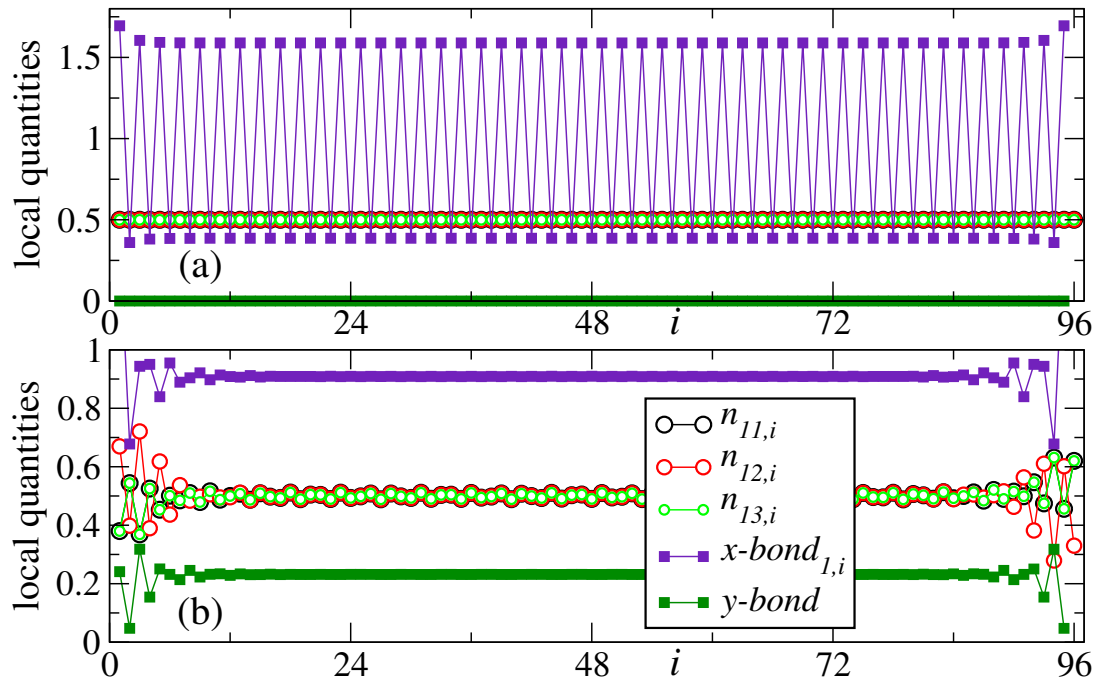 local quantities
1.5
1
0.5
0
(a)
0 24 48 i 72 96
local quantities
1
0.8
0.6
0.4
0.2
0
(b)
n11,i
n12,i
n13,i
x-bond1,i
y-bond
0 24 48 i 72 96